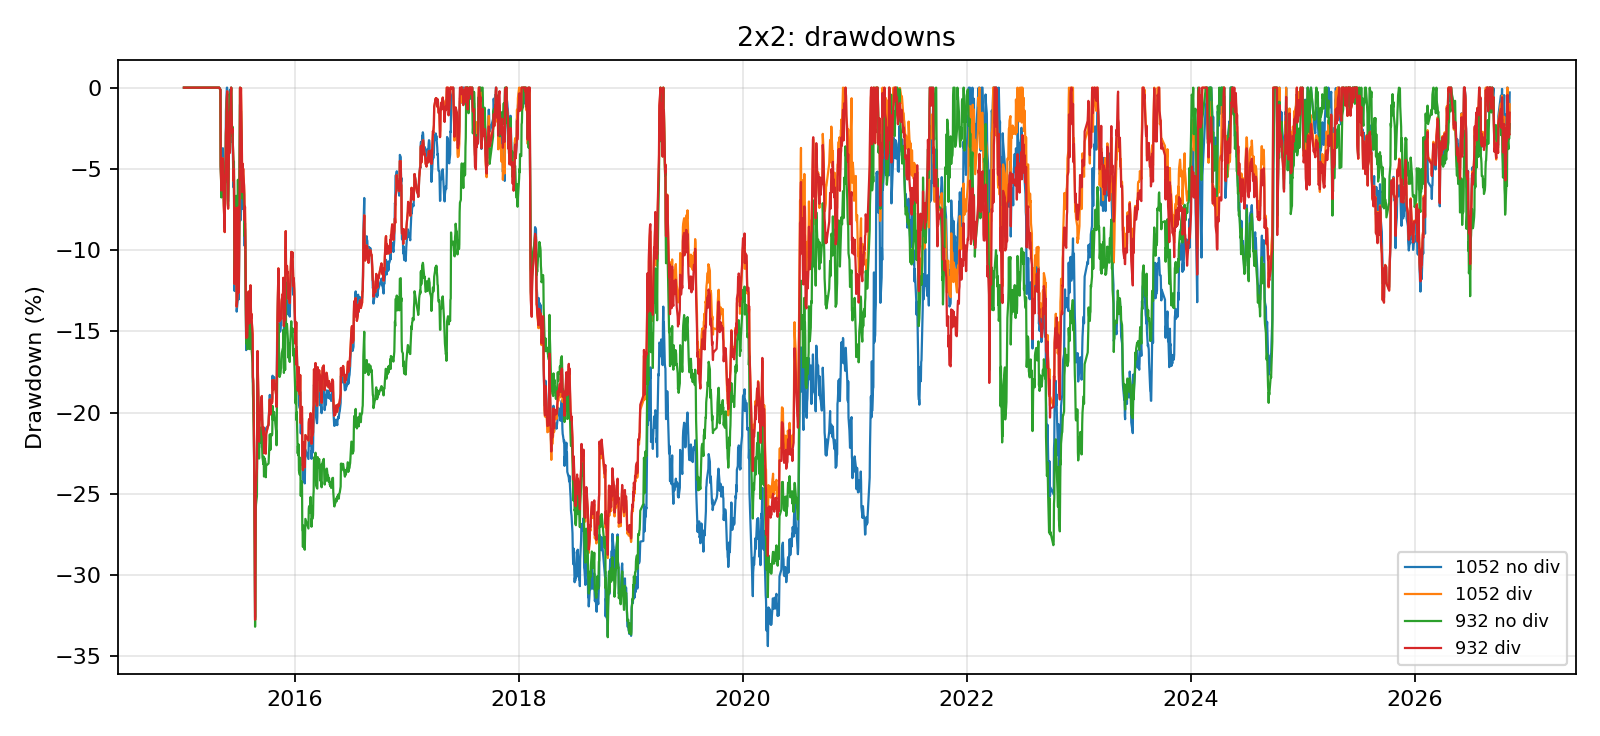 2x2: drawdowns
Drawdown (%)
0
−5
−10
−15
−20
−25
−30
−35
2016
2018
2020
2022
2024
2026
1052 no div
1052 div
932 no div
932 div